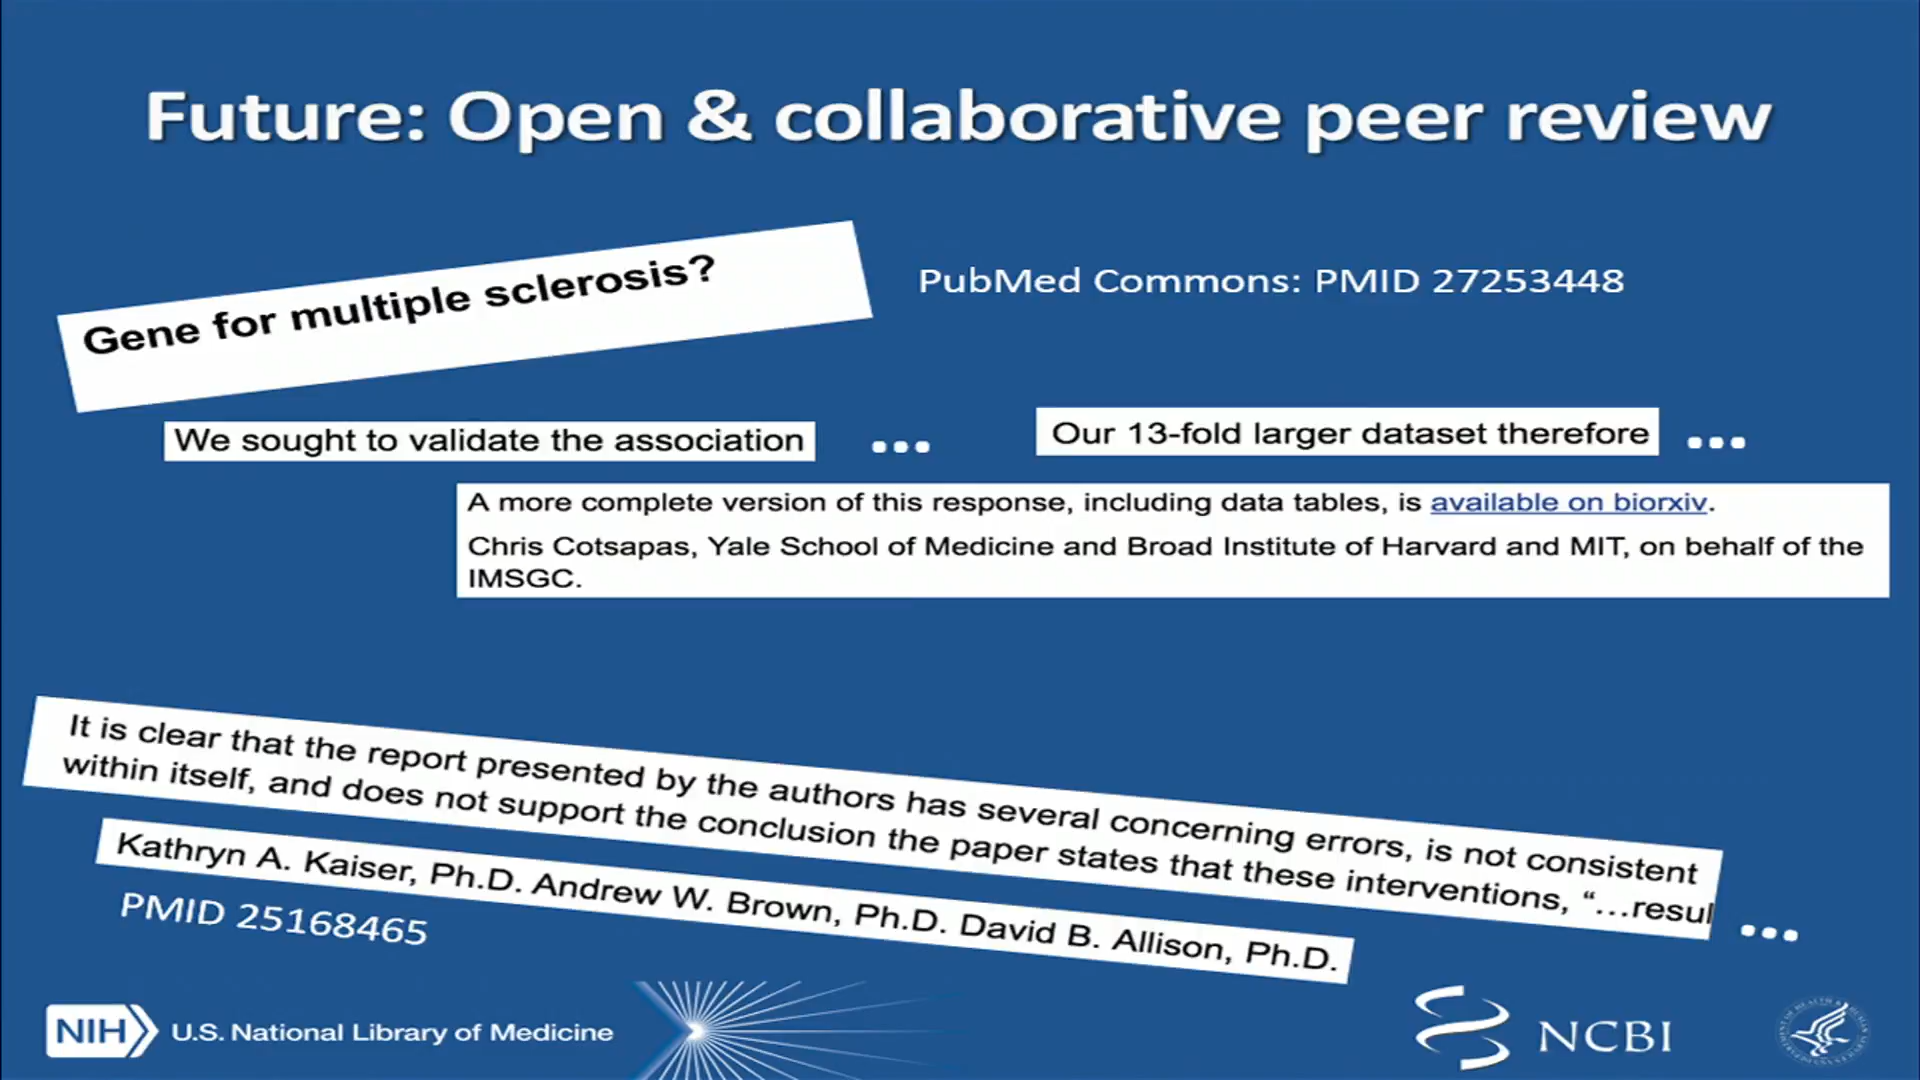 Future: Open & collaborative peer review
Gene for multiple sclerosis?
PubMed Commons: PMID 27253448
We sought to validate the association ...
Our 13-fold larger dataset therefore ...
A more complete version of this response, including data tables, is available on biorxiv.
Chris Cotsapas, Yale School of Medicine and Broad Institute of Harvard and MIT, on behalf of the
IMSGC.
It is clear that the report presented by the authors has several concerning errors, is not consistent
within itself, and does not support the conclusion the paper states that these interventions, “...resul ...
Kathryn A. Kaiser, Ph.D. Andrew W. Brown, Ph.D. David B. Allison, Ph.D.
PMID 25168465
NIH U.S. National Library of Medicine
NCBI